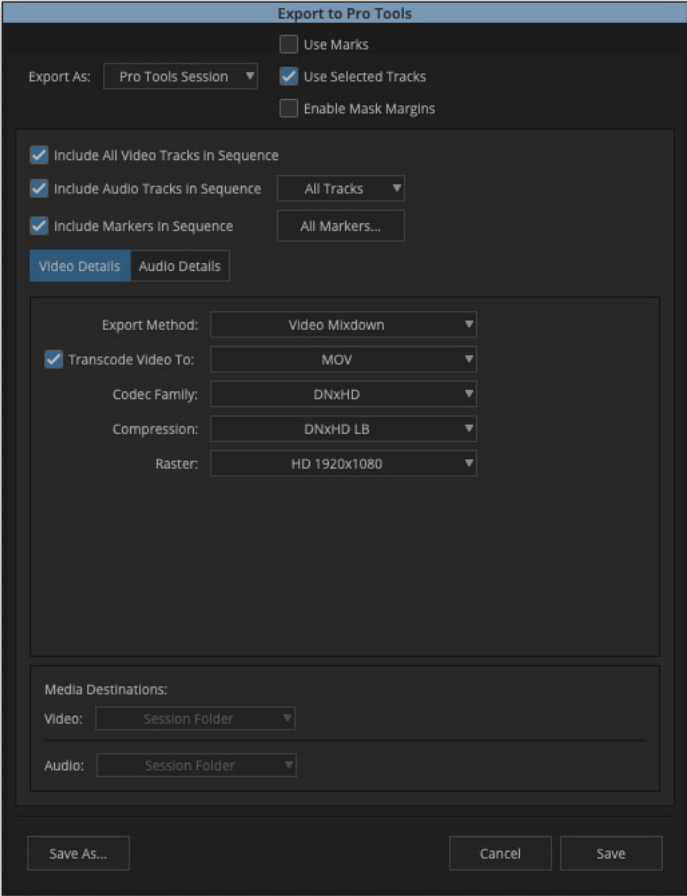 Export to Pro Tools
Use Marks
Export As: Pro Tools Session Use Selected Tracks
Enable Mask Margins
Include All Video Tracks in Sequence
Include Audio Tracks in Sequence All Tracks
Include Markers in Sequence All Markers...
Video Details Audio Details
Export Method: Video Mixdown
Transcode Video To: MOV
Codec Family: DNxHD
Compression: DNxHD LB
Raster: HD 1920x1080
Media Destinations:
Video: Session Folder
Audio: Session Folder
Save As... Cancel Save